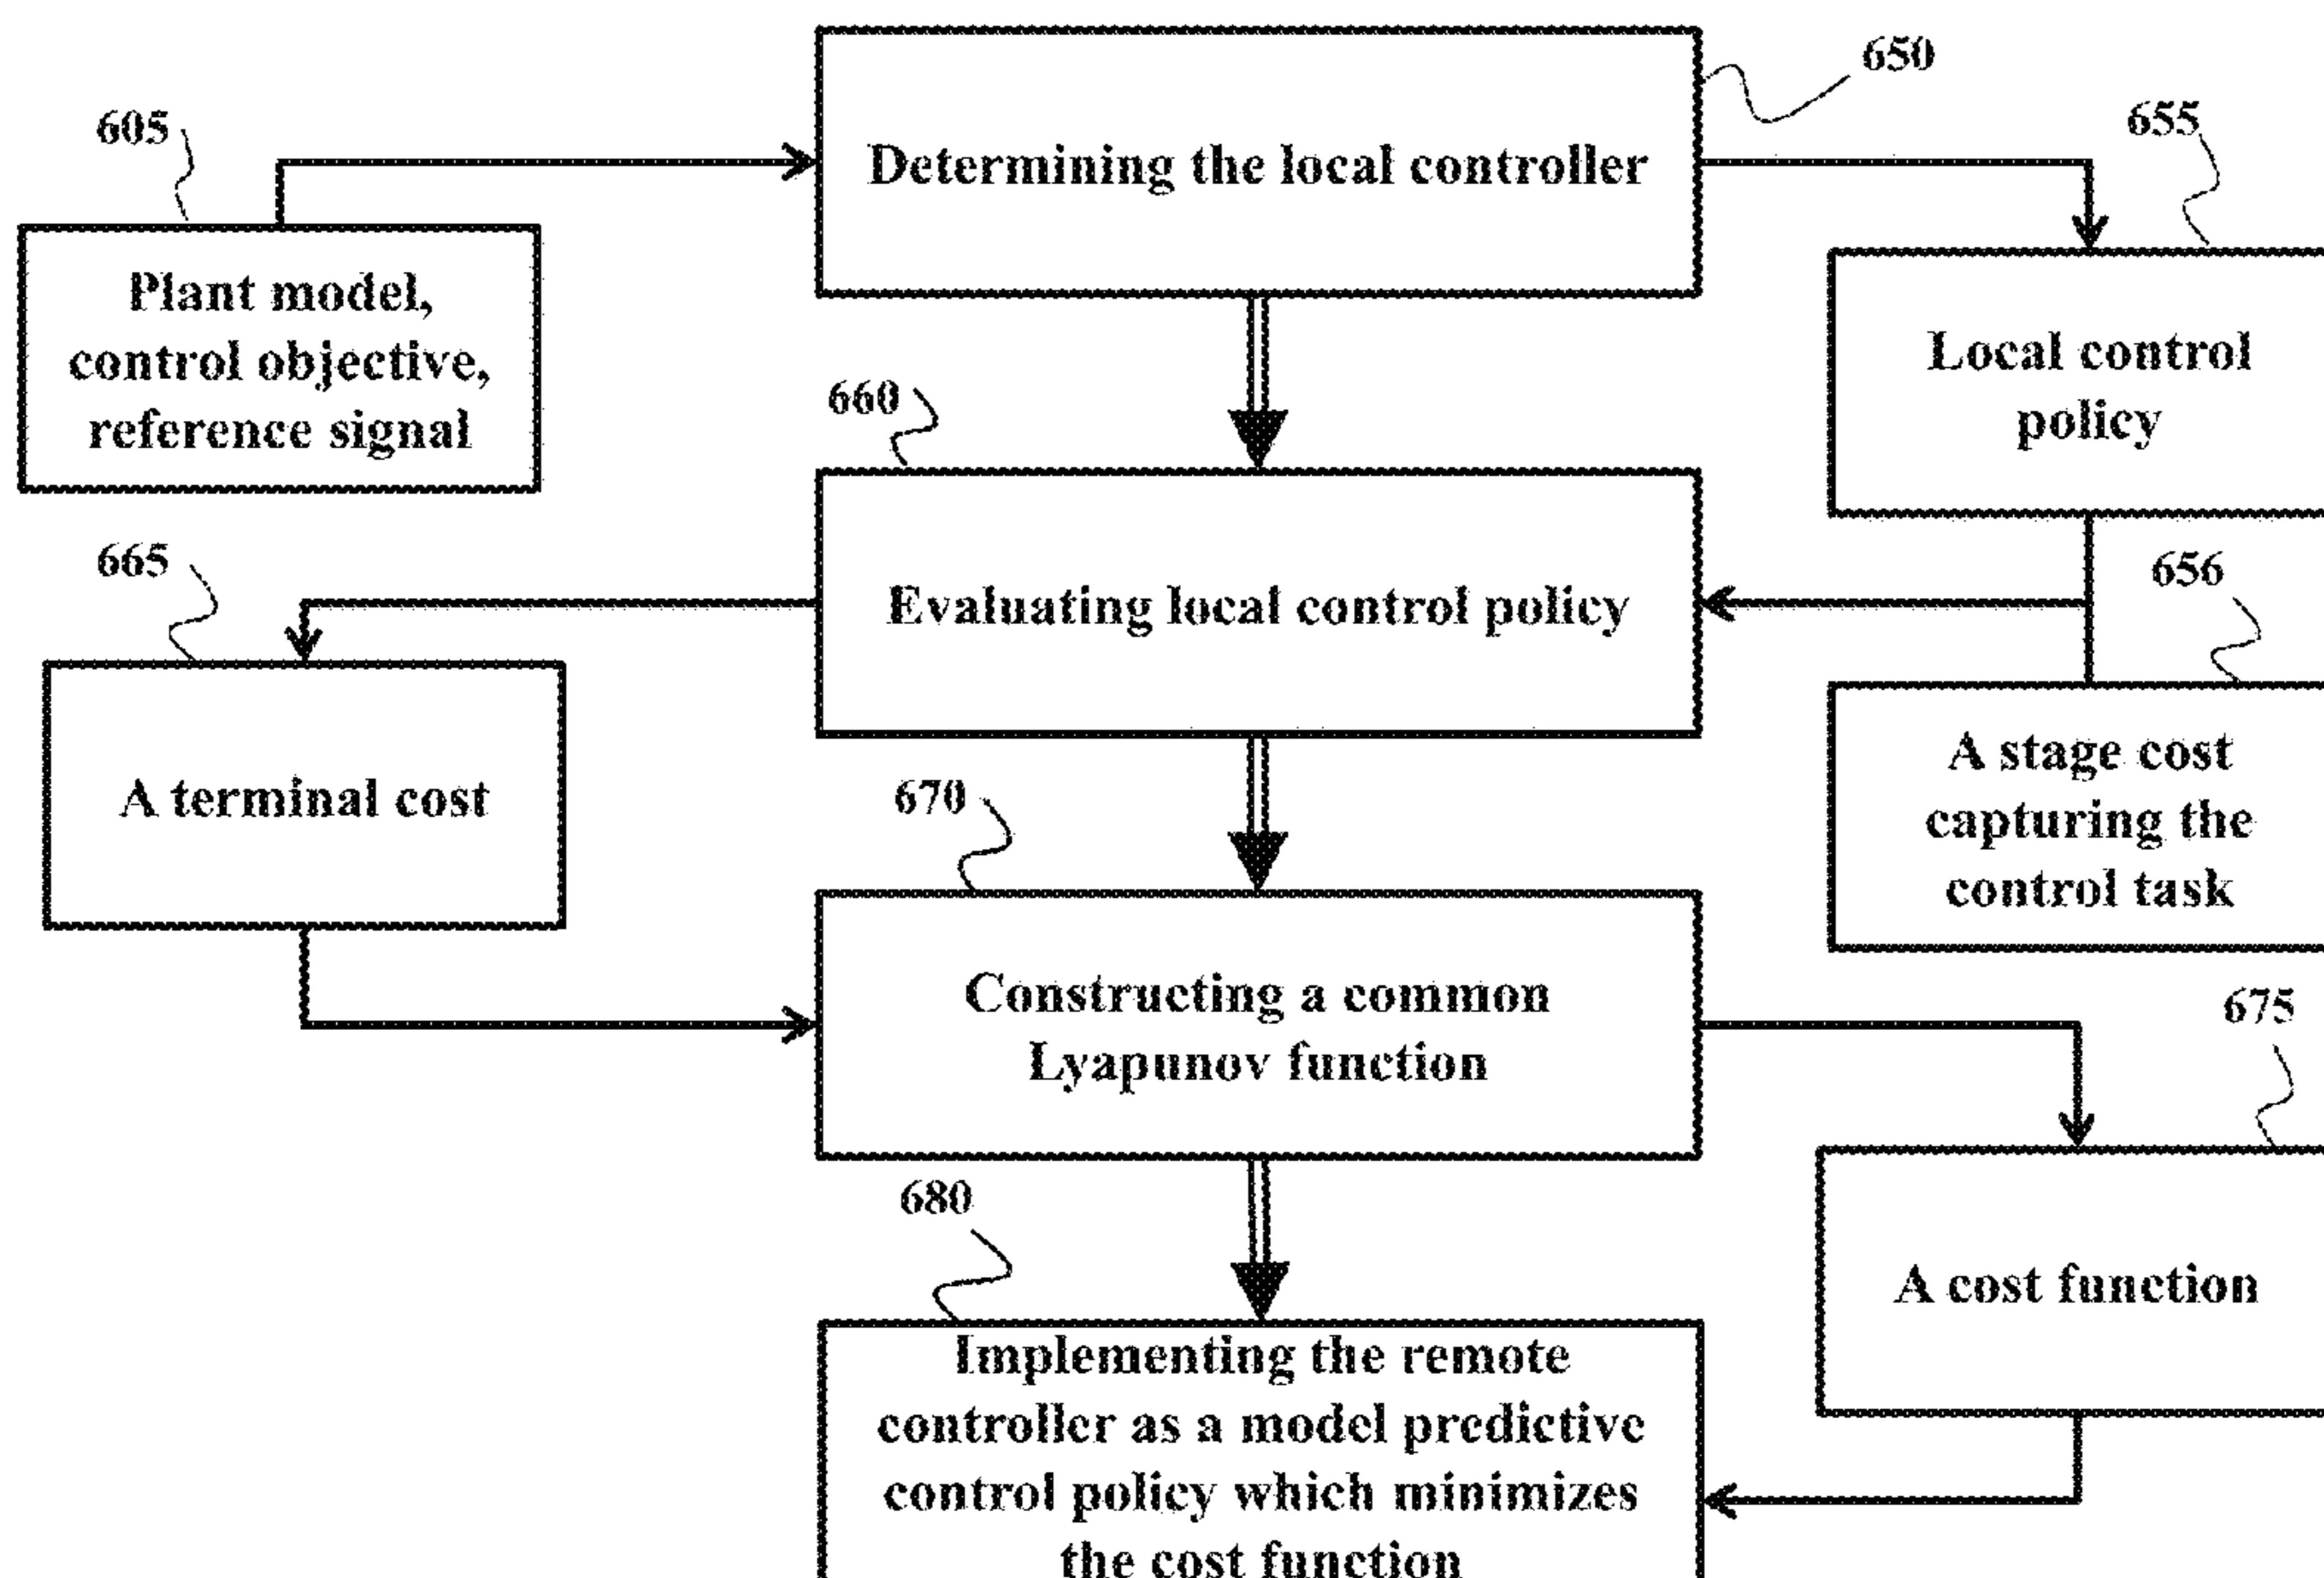 650
605
655
Determining the local controller
Plant model,
control objective,
reference signal
Local control
policy
660
665
656
Evaluating local control policy
A terminal cost
A stage cost
capturing the
control task
670
675
Constructing a common
Lyapunov function
680
A cost function
Implementing the remote
controller as a model predictive
control policy which minimizes
the cost function